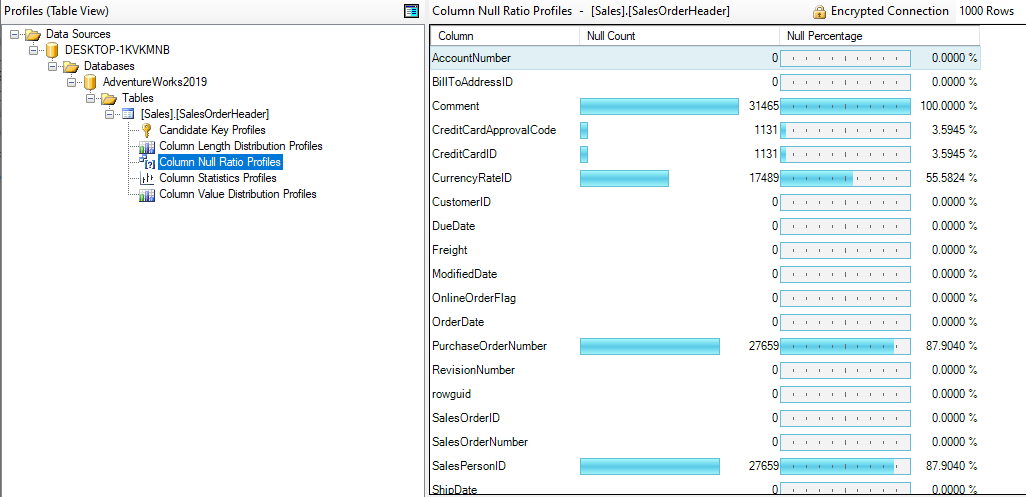 Profiles (Table View)
Data Sources
DESKTOP-1KVKMNB
Databases
AdventureWorks2019
Tables
[Sales].[SalesOrderHeader]
Candidate Key Profiles
Column Length Distribution Profiles
Column Null Ratio Profiles
Column Statistics Profiles
Column Value Distribution Profiles
Column Null Ratio Profiles - [Sales].[SalesOrderHeader] Encrypted Connection 1000 Rows
Column Null Count Null Percentage
AccountNumber 0 0.0000 %
BillToAddressID 0 0.0000 %
Comment 31465 100.0000 %
CreditCardApprovalCode 1131 3.5945 %
CreditCardID 1131 3.5945 %
CurrencyRateID 17489 55.5824 %
CustomerID 0 0.0000 %
DueDate 0 0.0000 %
Freight 0 0.0000 %
ModifiedDate 0 0.0000 %
OnlineOrderFlag 0 0.0000 %
OrderDate 0 0.0000 %
PurchaseOrderNumber 27659 87.9040 %
RevisionNumber 0 0.0000 %
rowguid 0 0.0000 %
SalesOrderID 0 0.0000 %
SalesOrderNumber 0 0.0000 %
SalesPersonID 27659 87.9040 %
ShipDate 0 0.0000 %